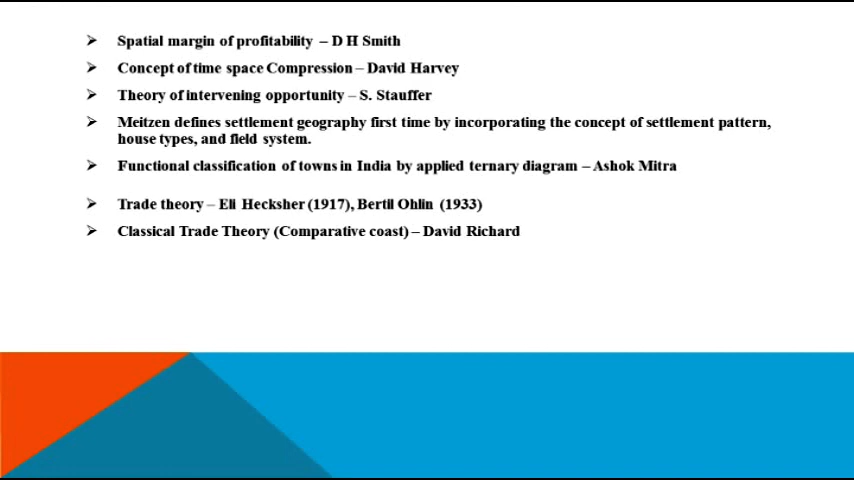 Spatial margin of profitability – D H Smith
Concept of time space Compression – David Harvey
Theory of intervening opportunity – S. Stauffer
Meitzen defines settlement geography first time by incorporating the concept of settlement pattern,
house types, and field system.
Functional classification of towns in India by applied ternary diagram – Ashok Mitra
Trade theory – Eli Hecksher (1917), Bertil Ohlin (1933)
Classical Trade Theory (Comparative coast) – David Richard